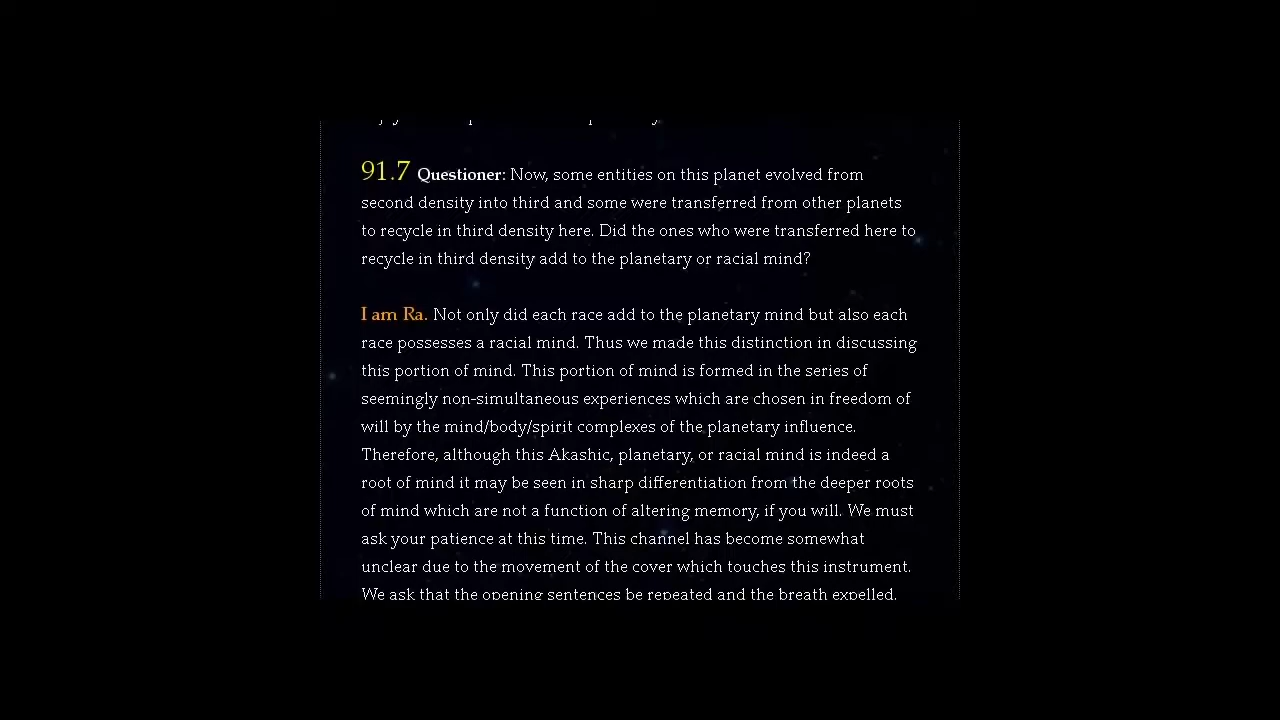 91.7 Questioner: Now, some entities on this planet evolved from
second density into third and some were transferred from other planets
to recycle in third density here. Did the ones who were transferred here to
recycle in third density add to the planetary or racial mind?
I am Ra. Not only did each race add to the planetary mind but also each
race possesses a racial mind. Thus we made this distinction in discussing
this portion of mind. This portion of mind is formed in the series of
seemingly non-simultaneous experiences which are chosen in freedom of
will by the mind/body/spirit complexes of the planetary influence.
Therefore, although this Akashic, planetary, or racial mind is indeed a
root of mind it may be seen in sharp differentiation from the deeper roots
of mind which are not a function of altering memory, if you will. We must
ask your patience at this time. This channel has become somewhat
unclear due to the movement of the cover which touches this instrument.
We ask that the opening sentences be repeated and the breath expelled.